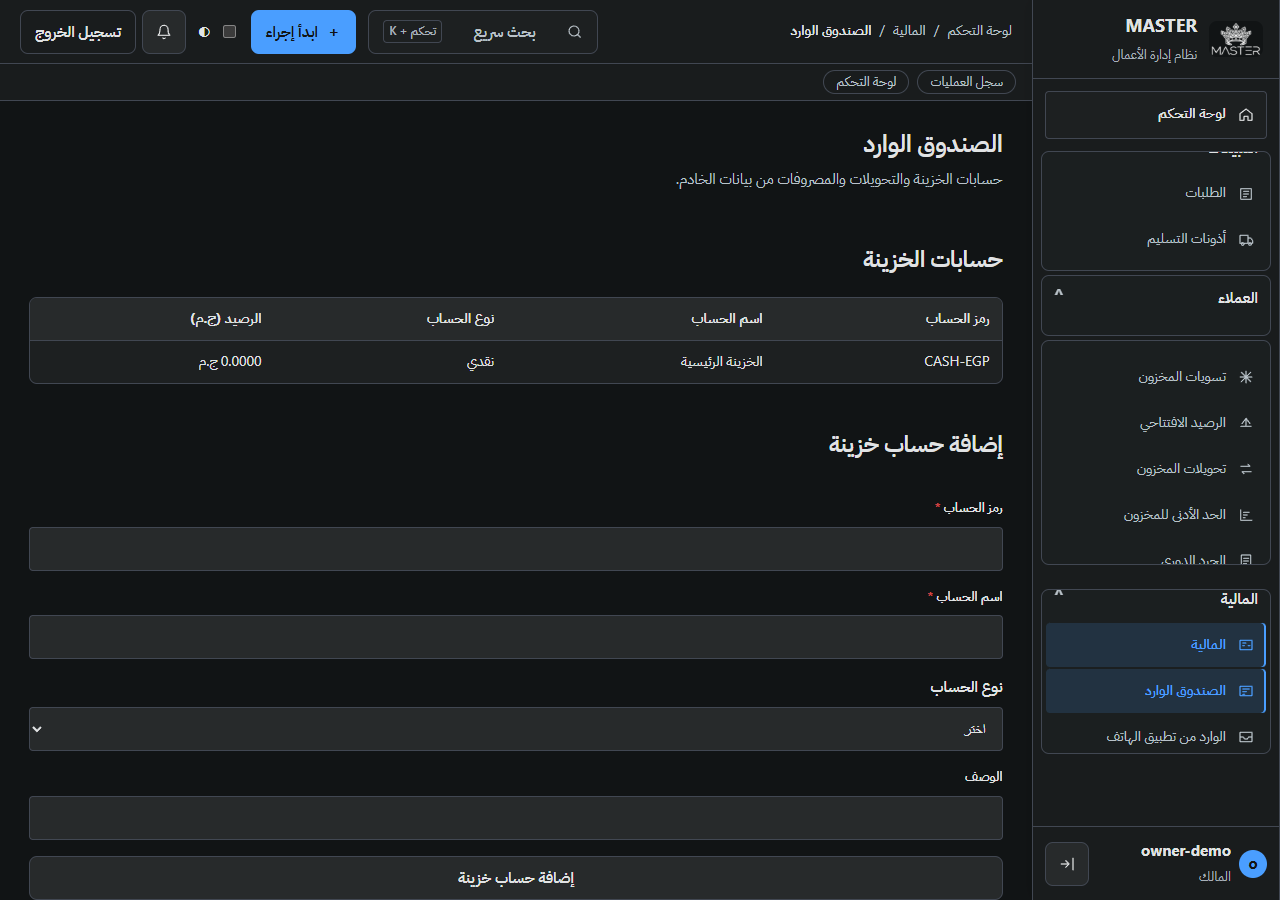 MASTER
نظام إدارة الأعمال
MASTER
لوحة التحكم / المالية / الصندوق الوارد
بحث سريع
تحكم + K
+ ابدأ إجراء
تسجيل الخروج
سجل العمليات
لوحة التحكم
لوحة التحكم
الطلبات
أذونات التسليم
العملاء
^
تسويات المخزون
الرصيد الافتتاحي
تحويلات المخزون
الحد الأدنى للمخزون
الجرد الدوري
المالية
^
المالية
الصندوق الوارد
الوارد من تطبيق الهاتف
owner-demo
المالك
o
الصندوق الوارد
حسابات الخزينة والتحويلات والمصروفات من بيانات الخادم.
حسابات الخزينة
رمز الحساب اسم الحساب نوع الحساب الرصيد (ج.م)
CASH-EGP الخزينة الرئيسية نقدي 0.0000 ج.م
إضافة حساب خزينة
رمز الحساب *
اسم الحساب *
نوع الحساب
اختر
الوصف
إضافة حساب خزينة